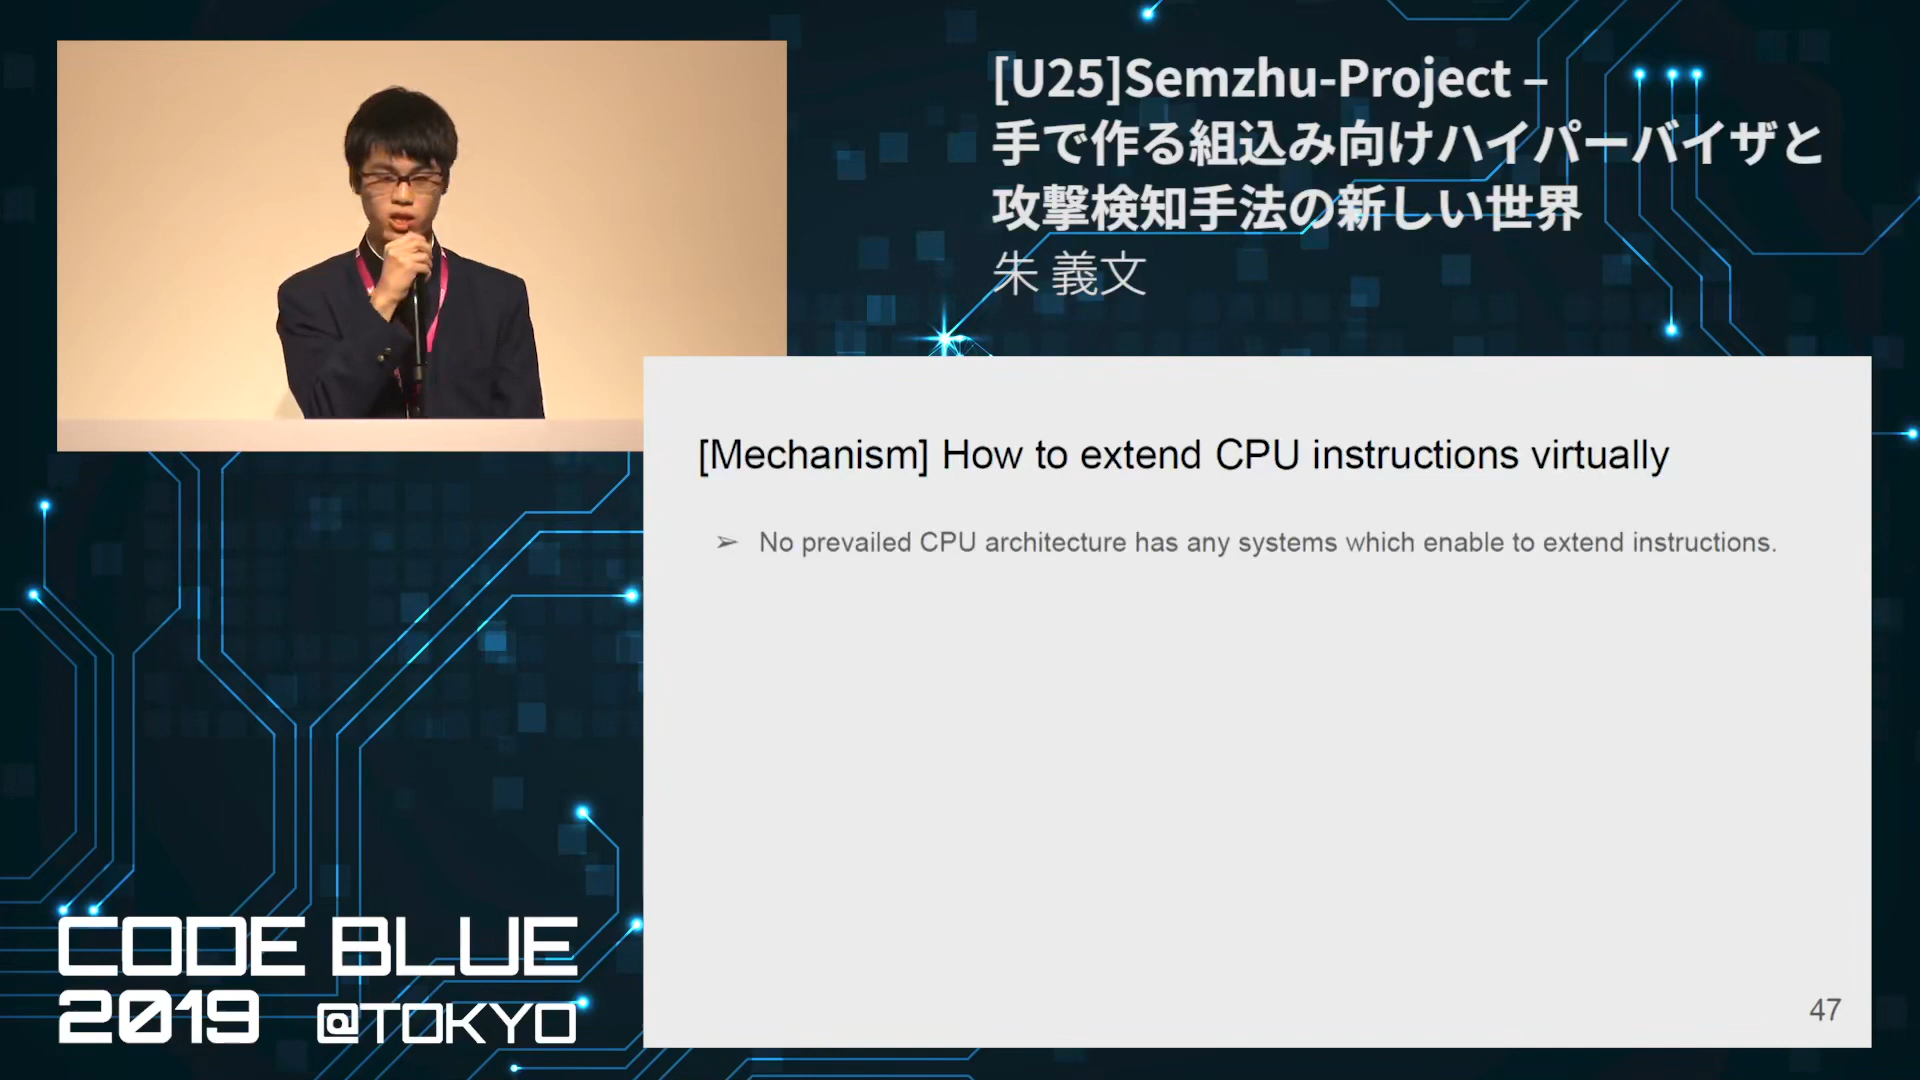 [U25]Semzhu-Project –
手で作る組込み向けハイパーバイザと
攻撃検知手法の新しい世界
朱 義文
[Mechanism] How to extend CPU instructions virtually
➢ No prevailed CPU architecture has any systems which enable to extend instructions.
47
CODE BLUE
2019 @TOKYO